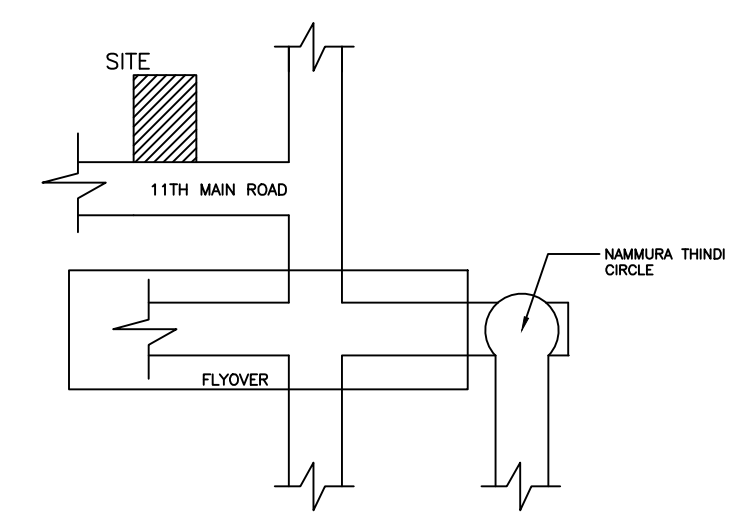 SITE
11TH MAIN ROAD
NAMMURA THINDI
CIRCLE
FLYOVER